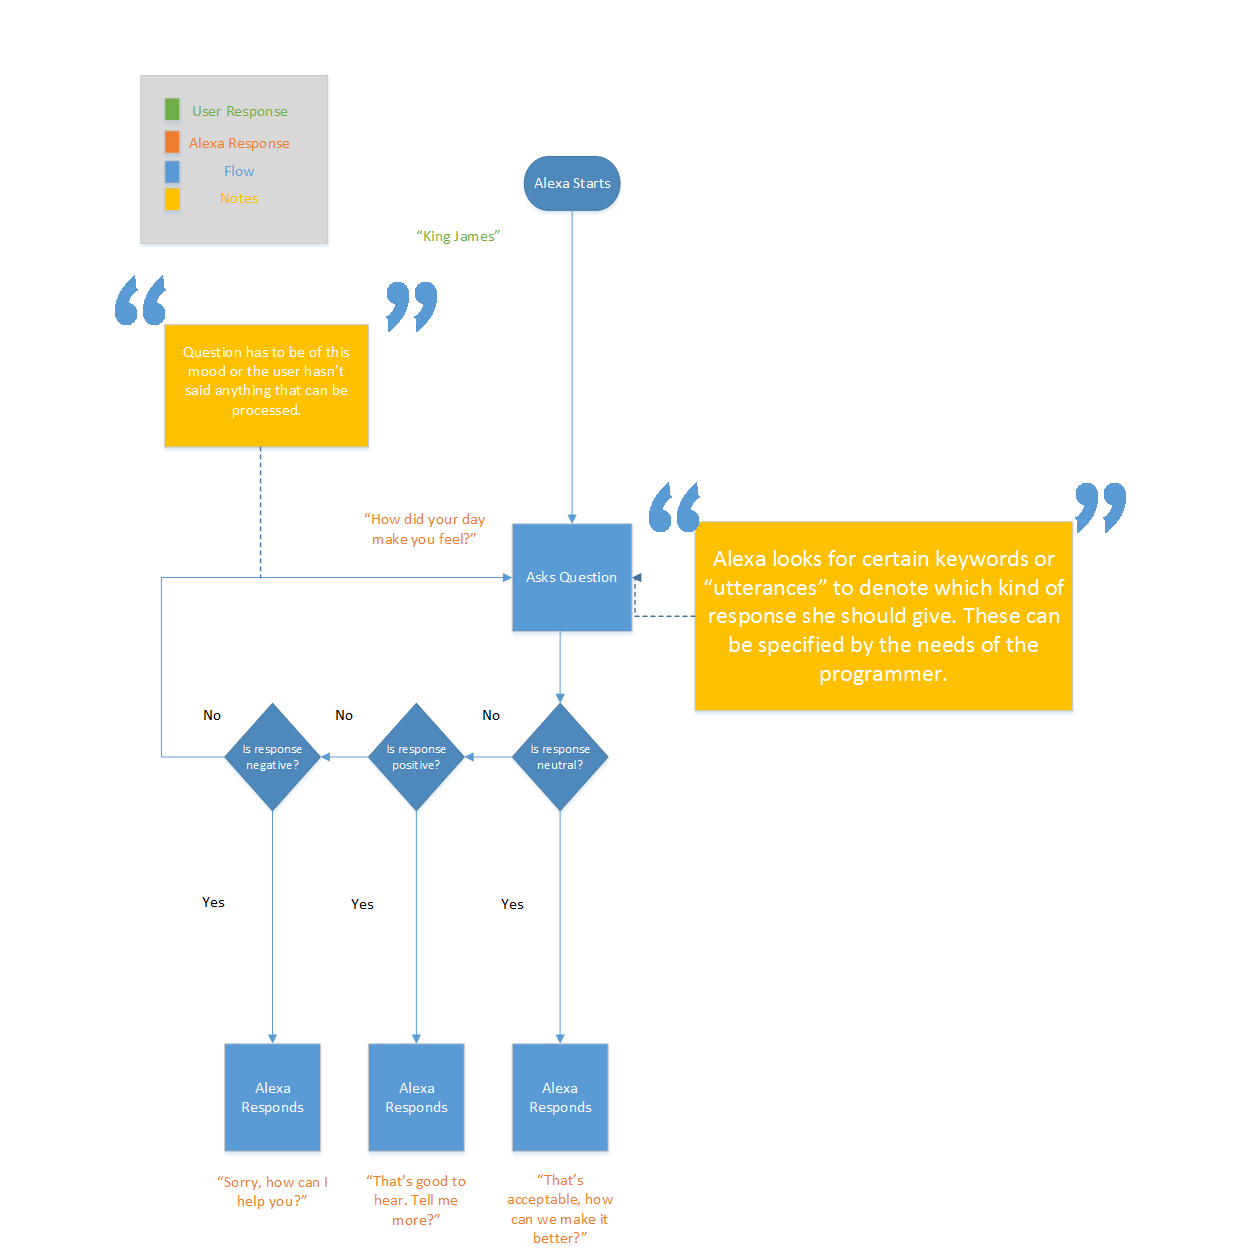 User Response
Alexa Response
Flow
Notes
Alexa Starts
“King James”
“ ”
Question has to be of this
mood or the user hasn’t
said anything that can be
processed.
“How did your day
make you feel?”
Asks Question
“ ”
Alexa looks for certain keywords or
“utterances” to denote which kind of
response she should give. These can
be specified by the needs of the
programmer.
No
No
No
Is response
negative?
Is response
positive?
Is response
neutral?
Yes
Yes
Yes
Alexa
Responds
Alexa
Responds
Alexa
Responds
“Sorry, how can I
help you?”
“That’s good to
hear. Tell me
more?”
“That’s
acceptable, how
can we make it
better?”